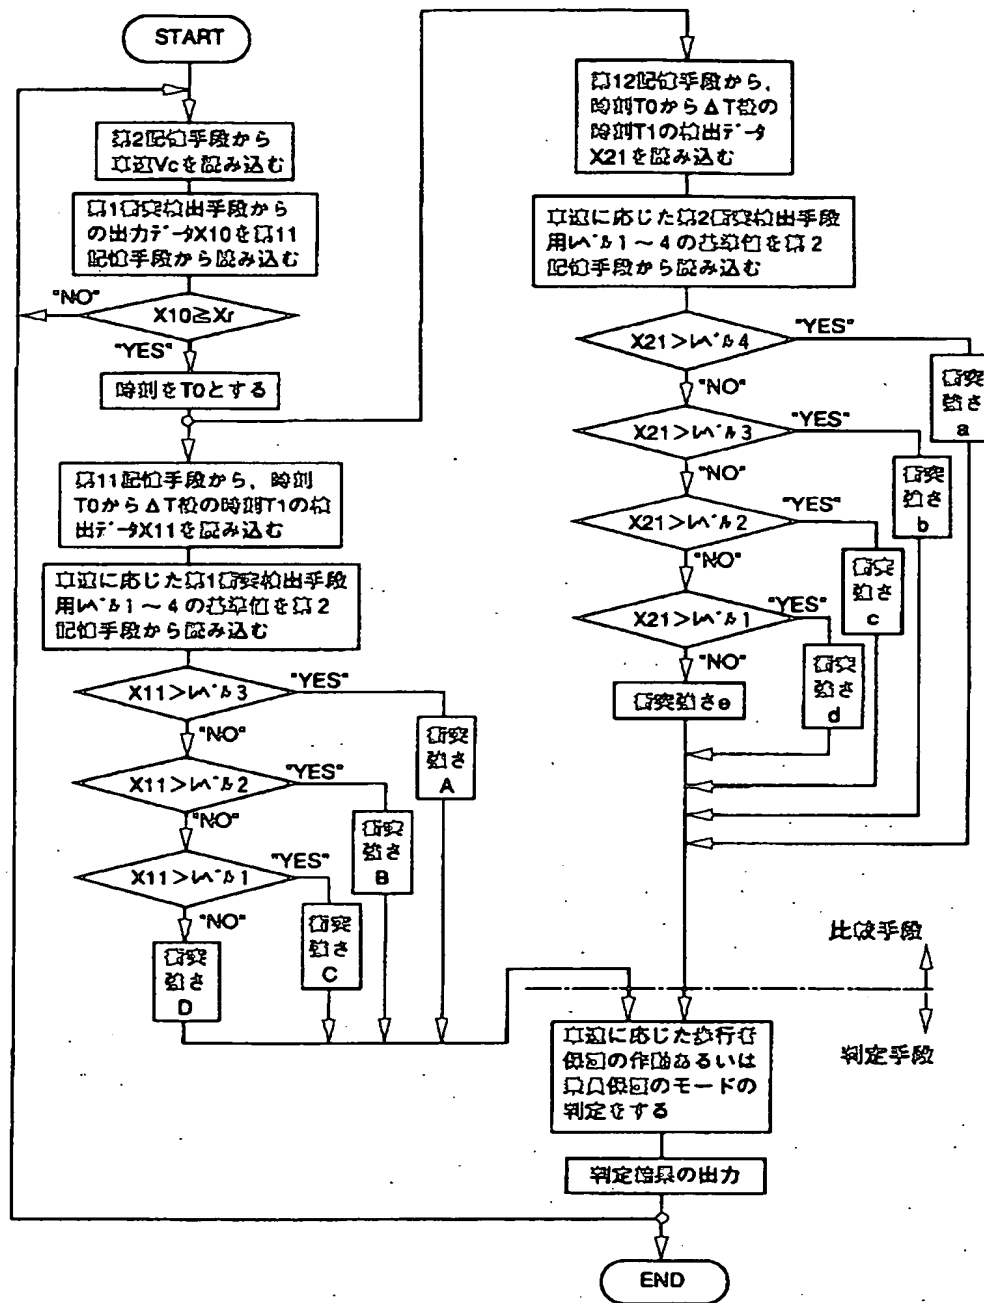 START
第2記憶手段から
車速Vcを読み込む
第1衝突検出手段から
の出力データX10を第11
記憶手段から読み込む
"NO"
X10≧Xr
"YES"
時刻をT0とする
第11記憶手段から、時刻
T0からΔT後の時刻T1の検
出データX11を読み込む
車速に応じた第1衝突検出手段
用レベル1～4の基準値を第2
記憶手段から読み込む
X11＞レベル3
"YES"
"NO"
衝突
強さ
A
X11＞レベル2
"YES"
"NO"
衝突
強さ
B
X11＞レベル1
"YES"
"NO"
衝突
強さ
C
衝突
強さ
D
第12記憶手段から、
時刻T0からΔT後の
時刻T1の検出データ
X21を読み込む
車速に応じた第2衝突検出手段
用レベル1～4の基準値を第2
記憶手段から読み込む
X21＞レベル4
"YES"
"NO"
衝突
強さ
a
X21＞レベル3
"YES"
"NO"
衝突
強さ
b
X21＞レベル2
"YES"
"NO"
衝突
強さ
c
X21＞レベル1
"YES"
"NO"
衝突
強さ
d
衝突強さe
比較手段
判定手段
車速に応じた歩行者
保護の作動あるいは
乗員保護のモードの
判定をする
判定結果の出力
END